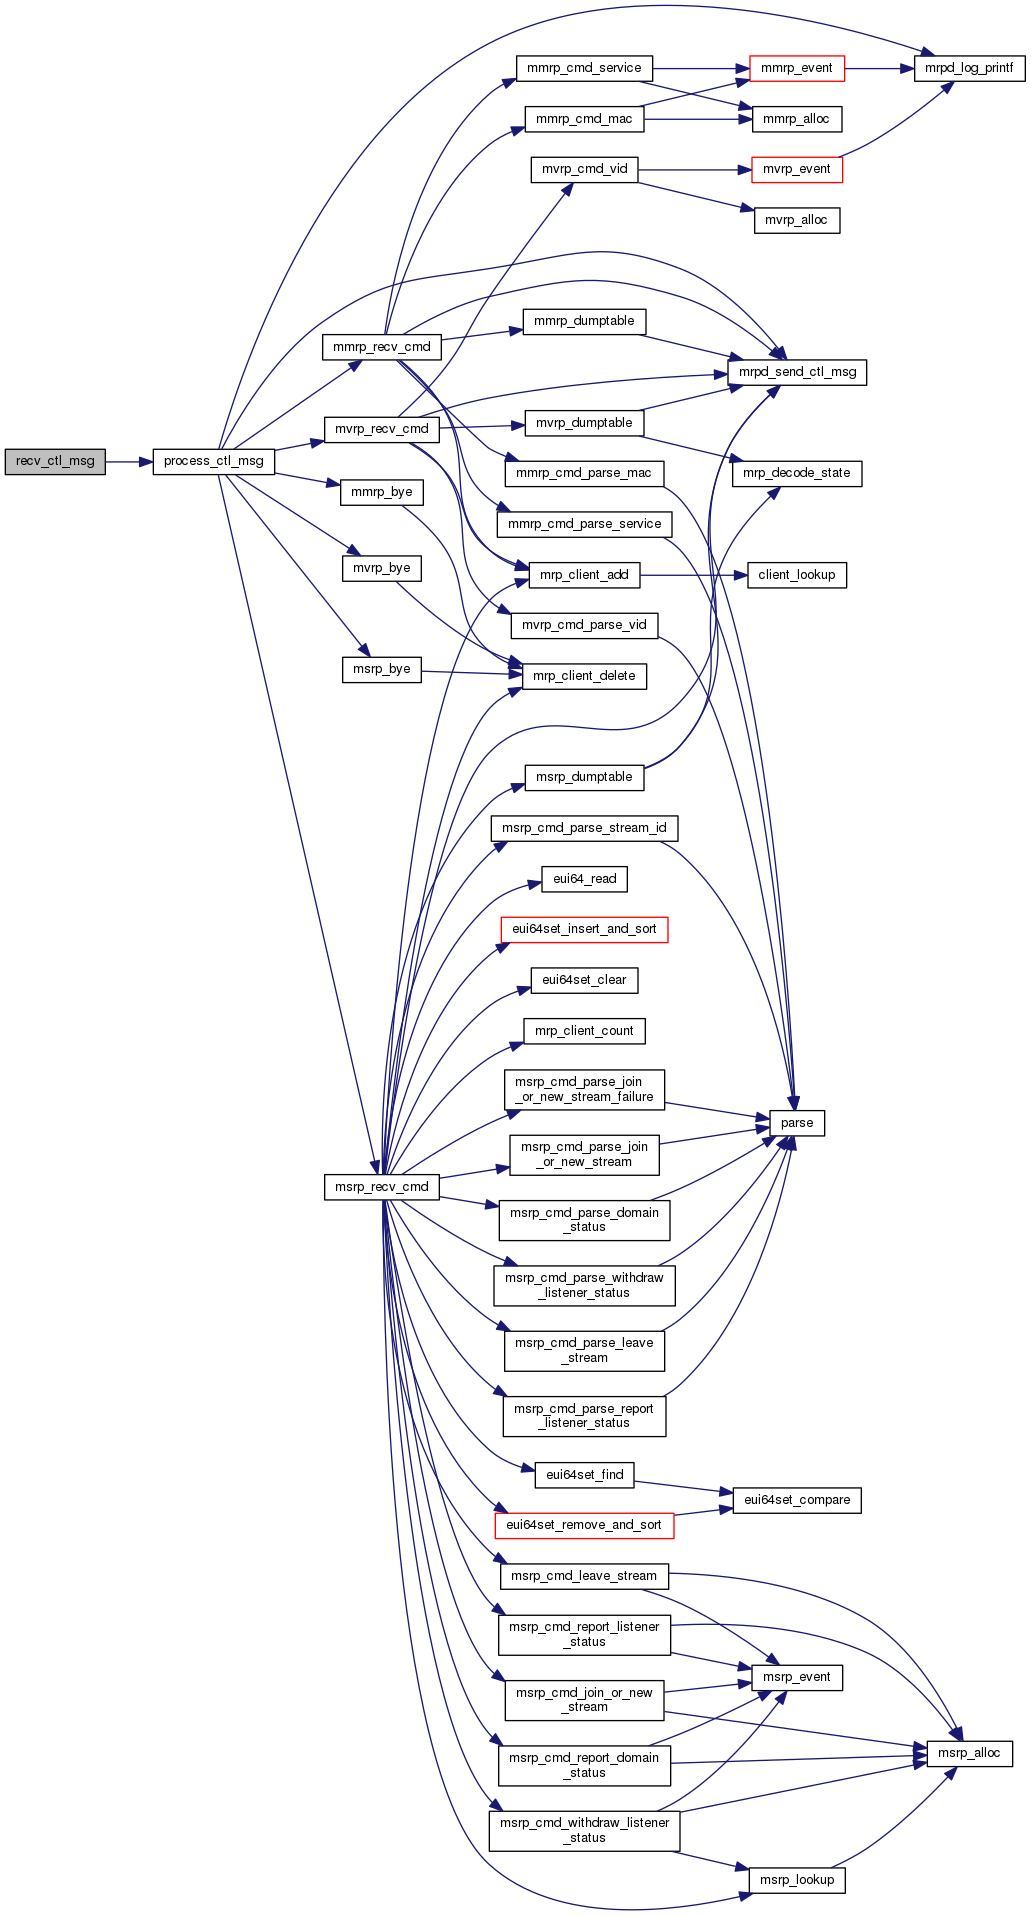 mmrp_cmd_service
mmrp_event
mrpd_log_printf
mmrp_cmd_mac
mmrp_alloc
mvrp_cmd_vid
mvrp_event
mvrp_alloc
mmrp_dumptable
mmrp_recv_cmd
mrpd_send_ctl_msg
mvrp_recv_cmd
mvrp_dumptable
recv_ctl_msg
process_ctl_msg
mmrp_cmd_parse_mac
mrp_decode_state
mmrp_bye
mmrp_cmd_parse_service
mvrp_bye
mrp_client_add
client_lookup
mvrp_cmd_parse_vid
msrp_bye
mrp_client_delete
msrp_dumptable
msrp_cmd_parse_stream_id
eui64_read
eui64set_insert_and_sort
eui64set_clear
mrp_client_count
msrp_cmd_parse_join
_or_new_stream_failure
parse
msrp_cmd_parse_join
_or_new_stream
msrp_recv_cmd
msrp_cmd_parse_domain
_status
msrp_cmd_parse_withdraw
_listener_status
msrp_cmd_parse_leave
_stream
msrp_cmd_parse_report
_listener_status
eui64set_find
eui64set_compare
eui64set_remove_and_sort
msrp_cmd_leave_stream
msrp_cmd_report_listener
_status
msrp_event
msrp_cmd_join_or_new
_stream
msrp_alloc
msrp_cmd_report_domain
_status
msrp_cmd_withdraw_listener
_status
msrp_lookup